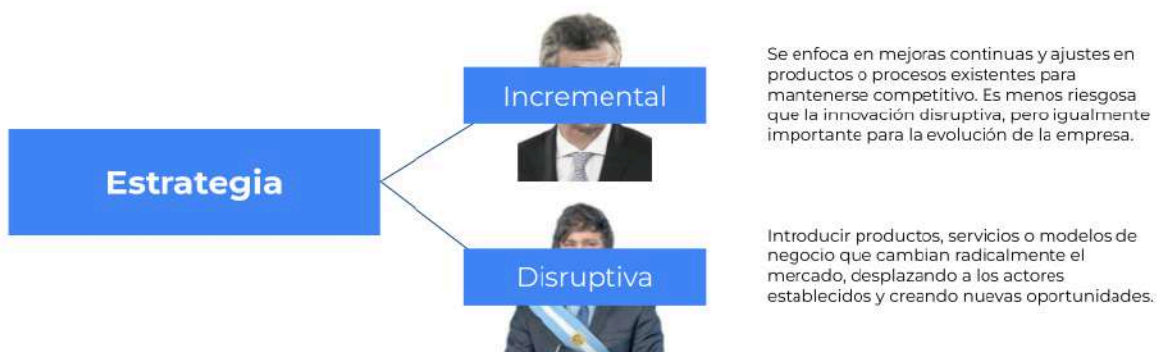 Estrategia
Incremental
Se enfoca en mejoras continuas y ajustes en
productos o procesos existentes para
mantenerse competitivo. Es menos riesgosa
que la innovación disruptiva, pero igualmente
importante para la evolución de la empresa.
Disruptiva
Introducir productos, servicios o modelos de
negocio que cambian radicalmente el
mercado, desplazando a los actores
establecidos y creando nuevas oportunidades.